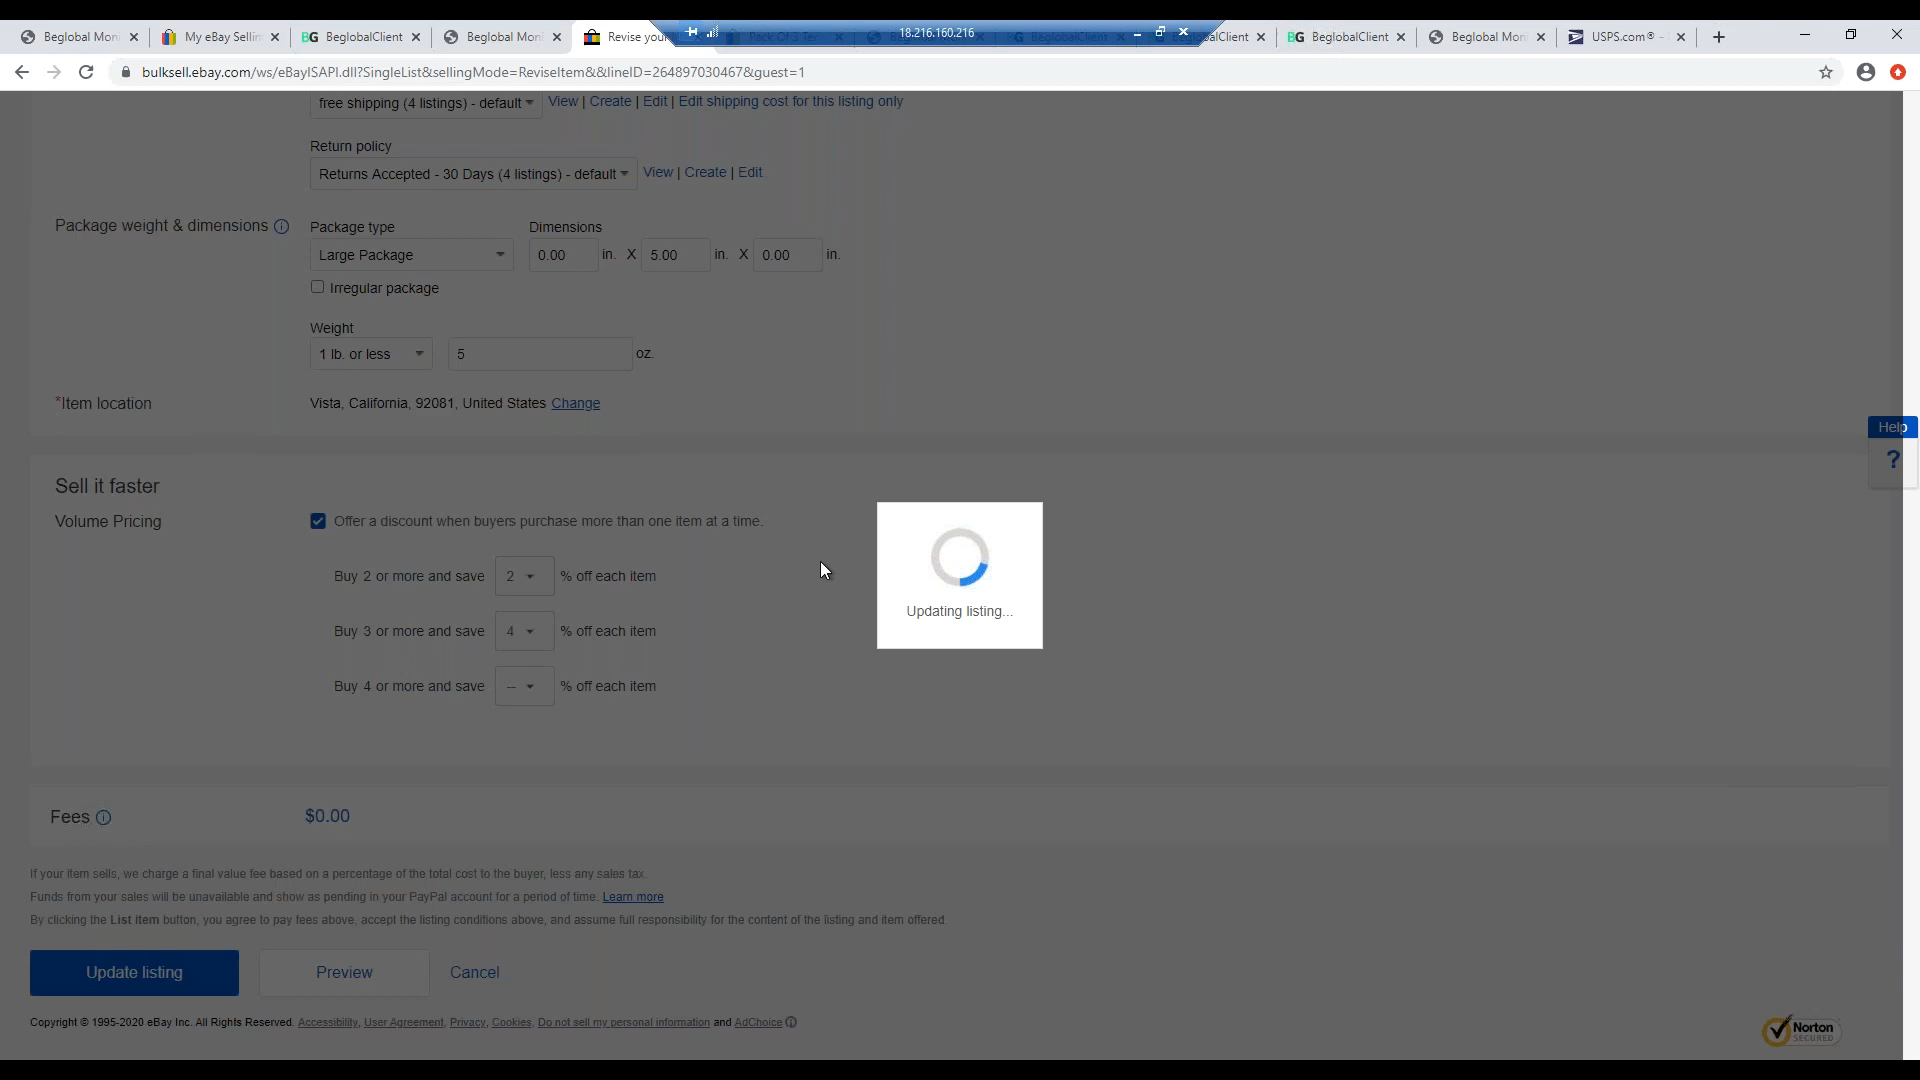 Beglobal Moni
My eBay Sellin
BeglobalClient
Beglobal Moni
Revise your
Pack Of 3 Ter
18.216.160.216
BeglobalClient
Beglobal Moni
USPS.com® -
bulksell.ebay.com/ws/eBayISAPI.dll?SingleList&sellingMode=ReviseItem&&lineID=264897030467&guest=1
free shipping (4 listings) - default View | Create | Edit | Edit shipping cost for this listing only
Return policy
Returns Accepted - 30 Days (4 listings) - default View | Create | Edit
Package weight & dimensions Package type Dimensions
Large Package 0.00 in. X 5.00 in. X 0.00 in.
Irregular package
Weight
1 lb. or less 5 oz.
*Item location Vista, California, 92081, United States Change
Help
?
Sell it faster
Volume Pricing Offer a discount when buyers purchase more than one item at a time.
Buy 2 or more and save 2 % off each item
Updating listing...
Buy 3 or more and save 4 % off each item
Buy 4 or more and save -- % off each item
Fees $0.00
If your item sells, we charge a final value fee based on a percentage of the total cost to the buyer, less any sales tax.
Funds from your sales will be unavailable and show as pending in your PayPal account for a period of time. Learn more
By clicking the List item button, you agree to pay fees above, accept the listing conditions above, and assume full responsibility for the content of the listing and item offered.
Update listing Preview Cancel
Copyright © 1995-2020 eBay Inc. All Rights Reserved. Accessibility, User Agreement, Privacy, Cookies, Do not sell my personal information and AdChoice
Norton
SECURED